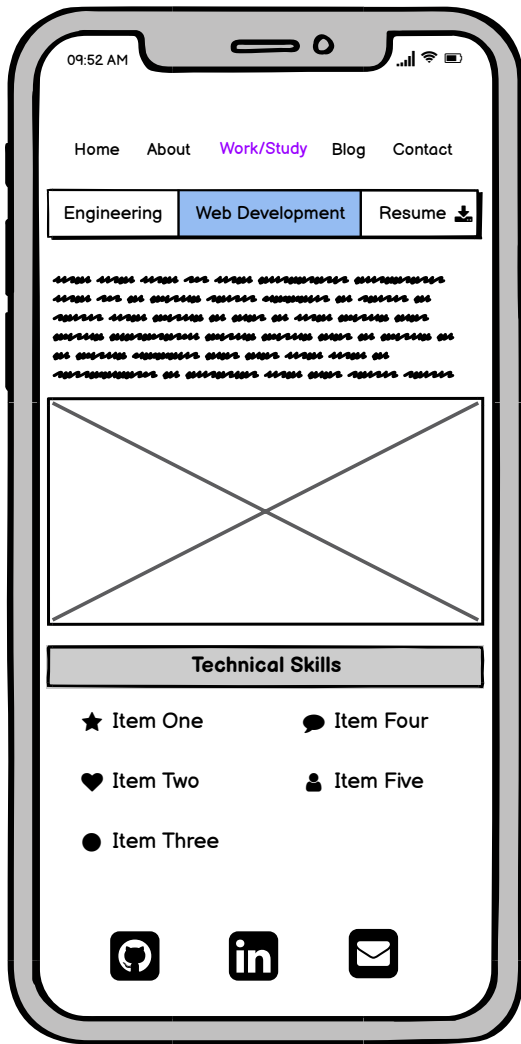 09:52 AM
Home About Work/Study Blog Contact
Engineering Web Development Resume
Technical Skills
Item One Item Four
Item Two Item Five
Item Three
in